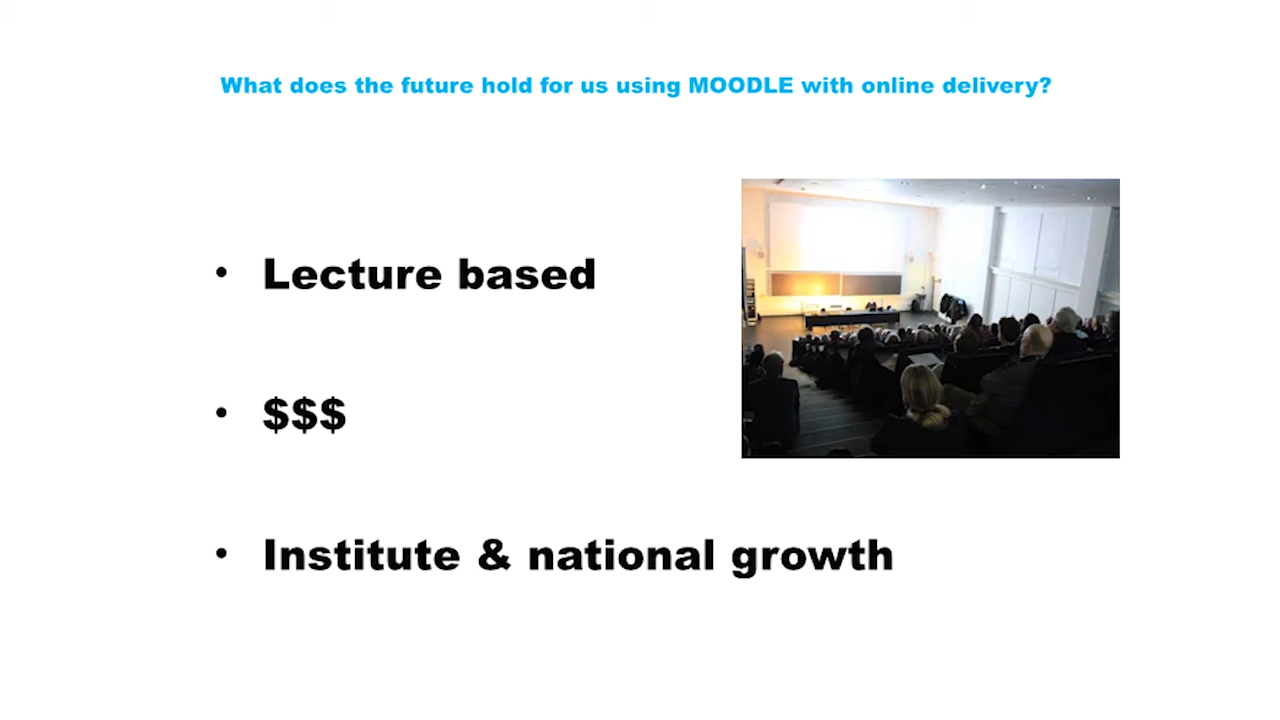 What does the future hold for us using MOODLE with online delivery?
• Lecture based
• $$$
• Institute & national growth